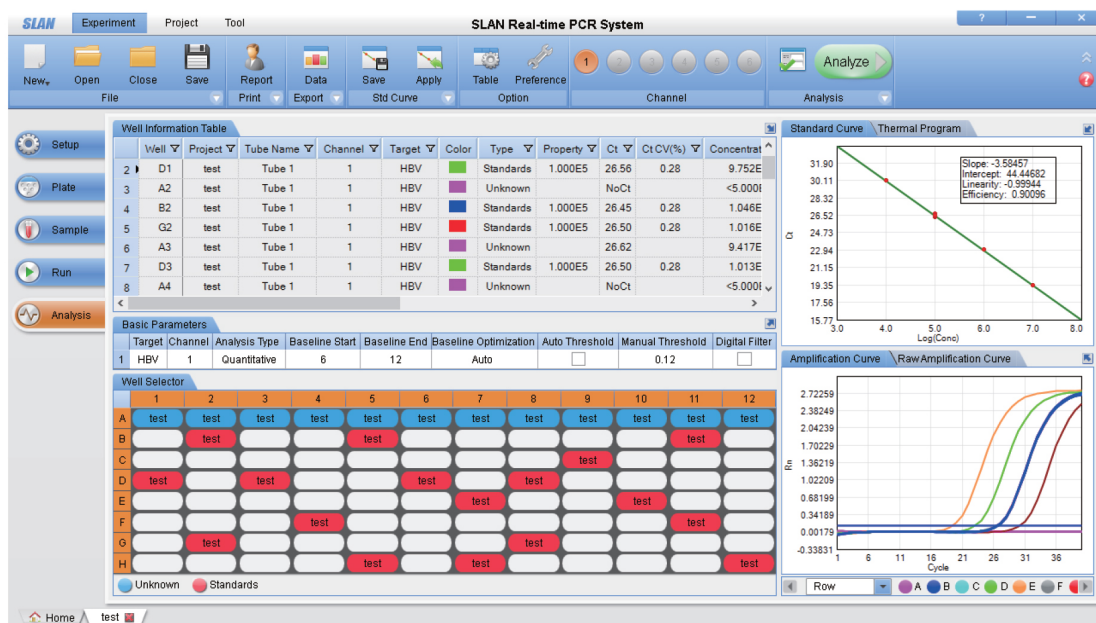 SLAN Experiment Project Tool SLAN Real-time PCR System ? — ×
New Open Close Save Report Data Save Apply Table Preference 1 2 3 4 5 6 Analyze
File Print Export Std Curve Option Channel Analysis
?
Setup
Plate
Sample
Run
Analysis
Well Information Table
Well Project Tube Name Channel Target Color Type Property Ct Ct CV(%) Concentrat
2 D1 test Tube 1 1 HBV Standards 1.000E5 26.56 0.28 9.752E
3 A2 test Tube 1 1 HBV Unknown NoCt <5.000E
4 B2 test Tube 1 1 HBV Standards 1.000E5 26.45 0.28 1.046E
5 G2 test Tube 1 1 HBV Standards 1.000E5 26.50 0.28 1.016E
6 A3 test Tube 1 1 HBV Unknown 26.62 9.417E
7 D3 test Tube 1 1 HBV Standards 1.000E5 26.50 0.28 1.013E
8 A4 test Tube 1 1 HBV Unknown NoCt <5.000E
Basic Parameters
Target Channel Analysis Type Baseline Start Baseline End Baseline Optimization Auto Threshold Manual Threshold Digital Filter
1 HBV 1 Quantitative 6 12 Auto 0.12
Well Selector
1 2 3 4 5 6 7 8 9 10 11 12
A test test test test test test test test test test test test
B test test test
C test
D test test test test
E test test
F test test
G test test
H test test test
Unknown Standards
Standard Curve Thermal Program
Slope: -3.58457
Intercept: 44.44682
Linearity: -0.99944
Efficiency: 0.90096
Ct
31.90
30.11
28.32
26.52
24.73
22.94
21.15
19.35
17.56
15.77
3.0 4.0 5.0 6.0 7.0 8.0
Log(Conc)
Amplification Curve Raw Amplification Curve
Rn
2.72259
2.38249
2.04239
1.70229
1.36219
1.02209
0.68199
0.34189
0.00179
-0.33831
1 6 11 16 21 26 31 36
Cycle
Row A B C D E F
Home test